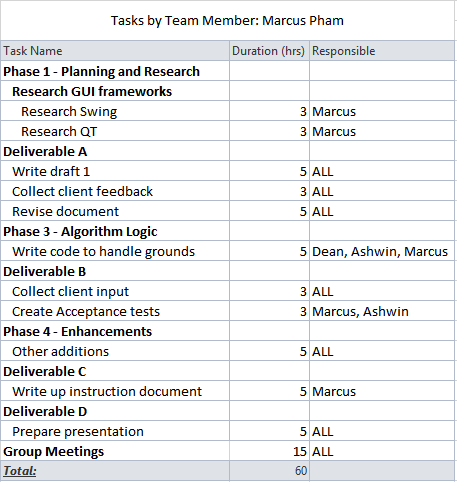 Tasks by Team Member: Marcus Pham
Task Name Duration (hrs) Responsible
Phase 1 - Planning and Research
Research GUI frameworks
Research Swing 3 Marcus
Research QT 3 Marcus
Deliverable A
Write draft 1 5 ALL
Collect client feedback 3 ALL
Revise document 5 ALL
Phase 3 - Algorithm Logic
Write code to handle grounds 5 Dean, Ashwin, Marcus
Deliverable B
Collect client input 3 ALL
Create Acceptance tests 3 Marcus, Ashwin
Phase 4 - Enhancements
Other additions 5 ALL
Deliverable C
Write up instruction document 5 Marcus
Deliverable D
Prepare presentation 5 ALL
Group Meetings 15 ALL
Total: 60